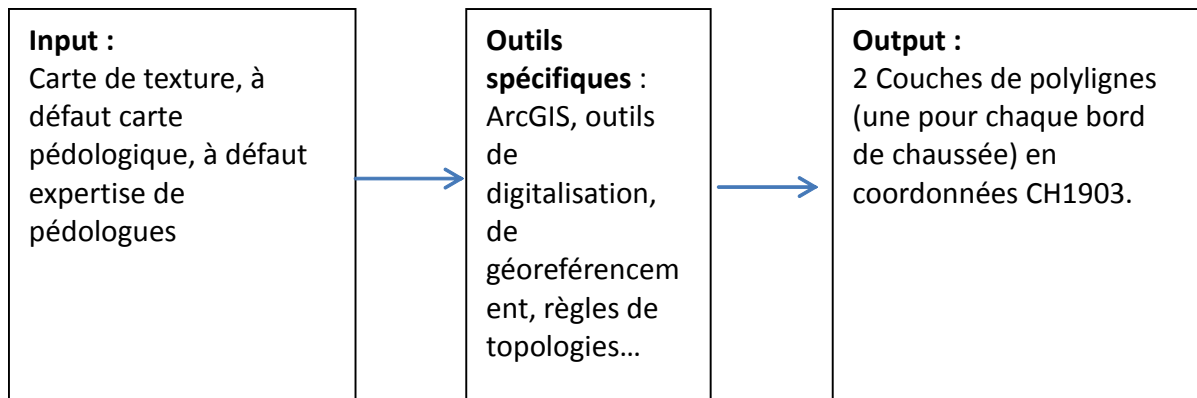 Input :
Carte de texture, à
défaut carte
pédologique, à défaut
expertise de
pédologues
Outils
spécifiques :
ArcGIS, outils
de
digitalisation,
de
géoreférencem
ent, règles de
topologies…
Output :
2 Couches de polylignes
(une pour chaque bord
de chaussée) en
coordonnées CH1903.